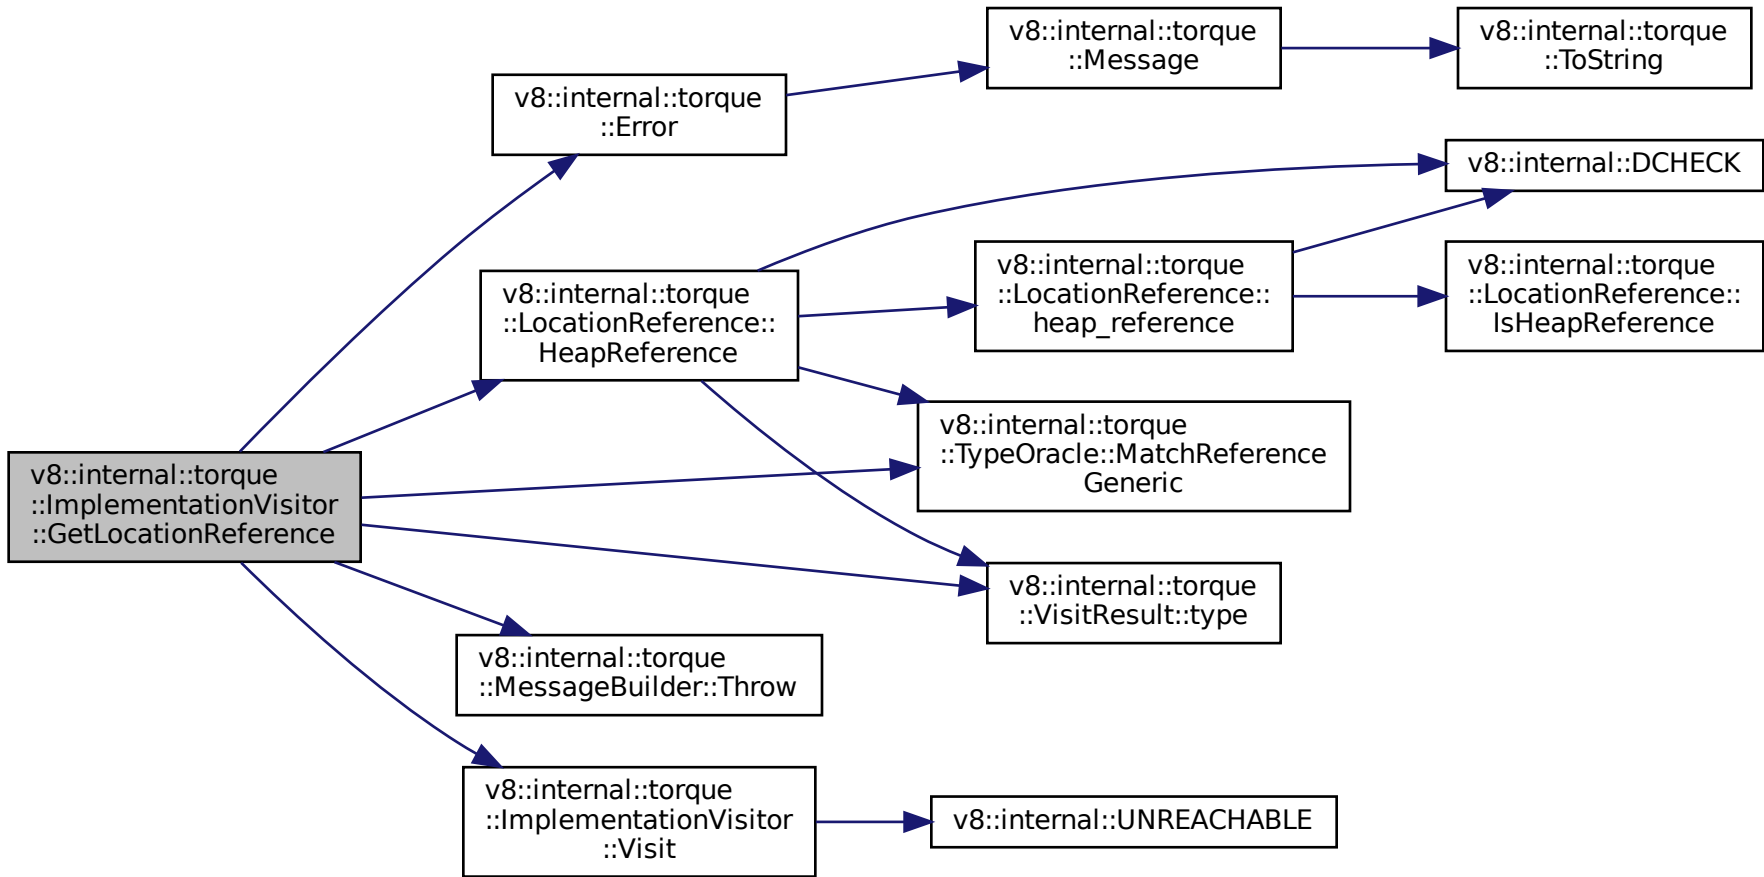 v8::internal::torque
::Message
v8::internal::torque
::ToString
v8::internal::torque
::Error
v8::internal::DCHECK
v8::internal::torque
::LocationReference::
HeapReference
v8::internal::torque
::LocationReference::
heap_reference
v8::internal::torque
::LocationReference::
IsHeapReference
v8::internal::torque
::TypeOracle::MatchReference
Generic
v8::internal::torque
::ImplementationVisitor
::GetLocationReference
v8::internal::torque
::VisitResult::type
v8::internal::torque
::MessageBuilder::Throw
v8::internal::torque
::ImplementationVisitor
::Visit
v8::internal::UNREACHABLE